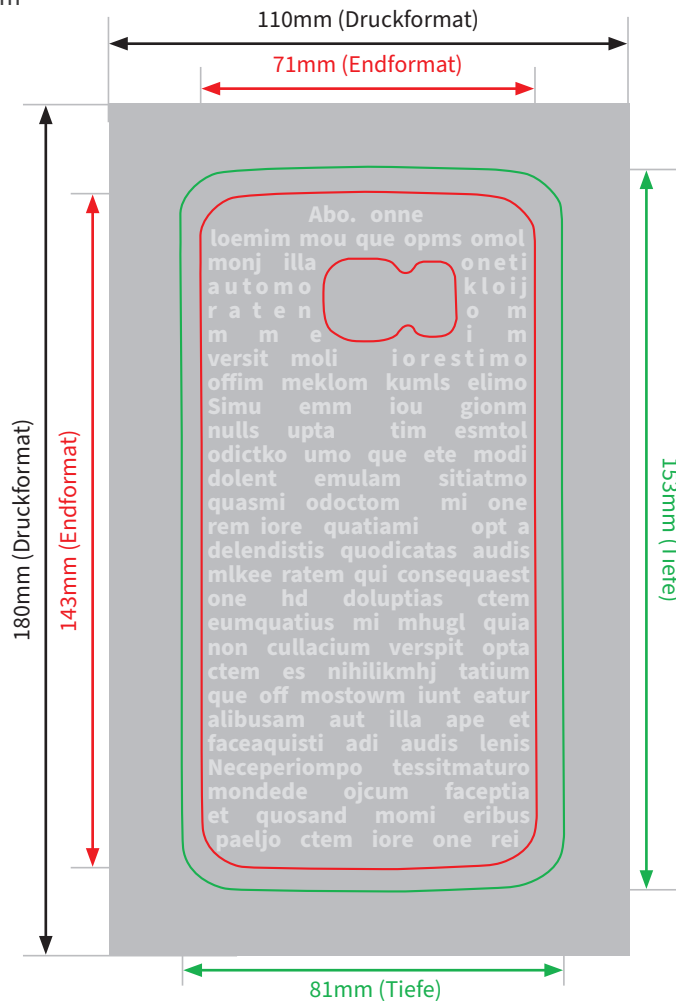 m
110mm (Druckformat)
71mm (Endformat)
Abo. onne
loemim mou que opms omol
monj illa oneti
automo kloij
raten o m
m m e i m
versit moli iorestimo
offim meklom kumls elimo
Simu emm iou gionm
nulls upta tim esmtol
odictko umo que ete modi
dolent emulam sitiatmo
quasmi odoctom mi one
rem iore quatiami opt a
delendistis quodicatas audis
mlkee ratem qui consequaest
one hd doluptias ctem
eumquatius mi mhugl quia
non cullacium verspit opta
ctem es nihilikmhj tatium
que off mostowm iunt eatur
alibusam aut illa ape et
faceaquisti adi audis lenis
Neceperiompo tessitmaturo
mondede ojcum faceptia
et quosand momi eribus
paeljo ctem iore one rei
180mm (Druckformat)
143mm (Endformat)
153mm (Tiefe)
81mm (Tiefe)